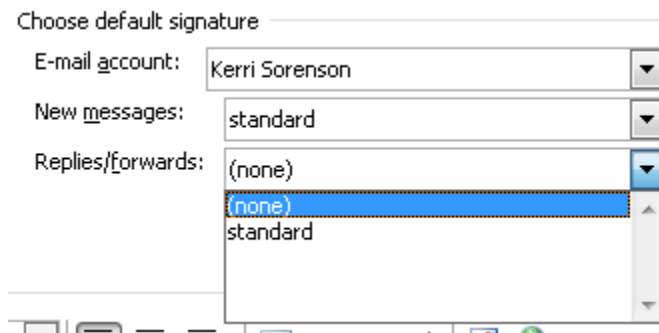 Choose default signature
E-mail account: Kerri Sorenson
New messages: standard
Replies/forwards: (none)
(none)
standard